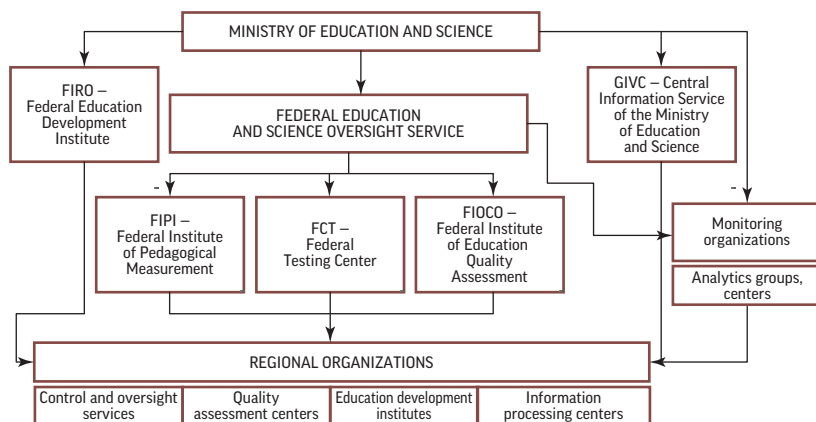 MINISTRY OF EDUCATION AND SCIENCE
FIRO –
Federal Education
Development
Institute
FEDERAL EDUCATION
AND SCIENCE OVERSIGHT SERVICE
GIVC – Central
Information Service
of the Ministry
of Education
and Science
FIPI –
Federal Institute
of Pedagogical
Measurement
FCT –
Federal
Testing Center
FIOCO –
Federal Institute
of Education
Quality
Assessment
Monitoring
organizations
Analytics groups,
centers
REGIONAL ORGANIZATIONS
Control and oversight
services
Quality
assessment centers
Education development
institutes
Information
processing centers